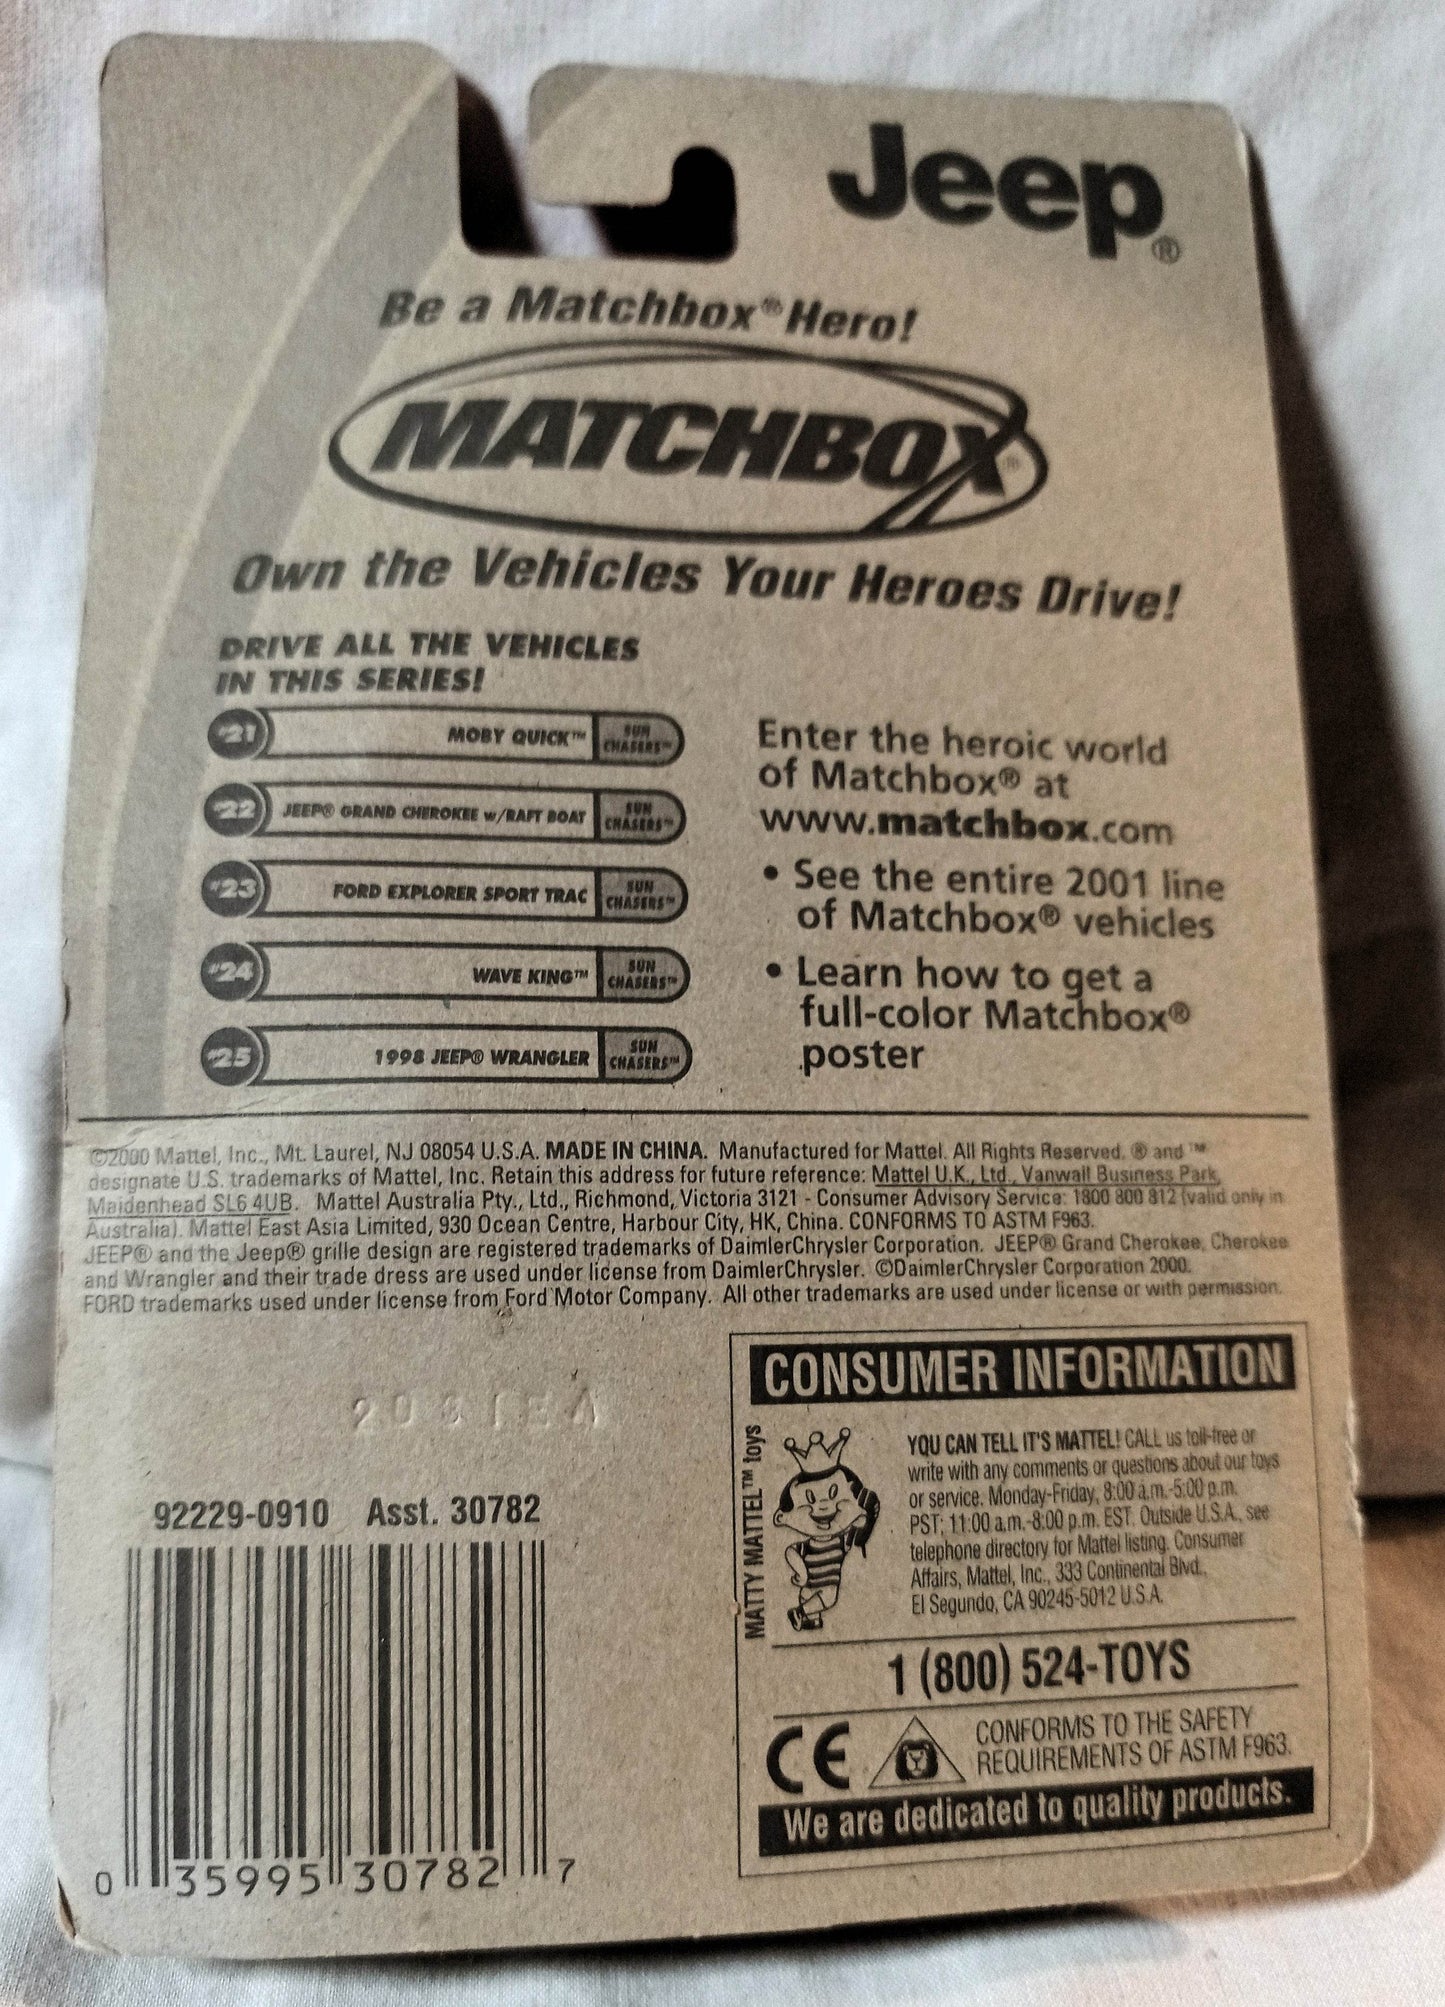 Jeep®
Be a Matchbox® Hero!
MATCHBOX®
Own the Vehicles Your Heroes Drive!
DRIVE ALL THE VEHICLES
IN THIS SERIES!
#21 MOBY QUICK™ SUN CHASERS™
#22 JEEP® GRAND CHEROKEE w/RAFT BOAT SUN CHASERS™
#23 FORD EXPLORER SPORT TRAC SUN CHASERS™
#24 WAVE KING™ SUN CHASERS™
#25 1998 JEEP® WRANGLER SUN CHASERS™
Enter the heroic world
of Matchbox® at
www.matchbox.com
• See the entire 2001 line
of Matchbox® vehicles
• Learn how to get a
full-color Matchbox®
poster
©2000 Mattel, Inc., Mt. Laurel, NJ 08054 U.S.A. MADE IN CHINA. Manufactured for Mattel. All Rights Reserved. ® and ™
designate U.S. trademarks of Mattel, Inc. Retain this address for future reference: Mattel U.K., Ltd., Vanwall Business Park,
Maidenhead SL6 4UB. Mattel Australia Pty., Ltd., Richmond, Victoria 3121 - Consumer Advisory Service: 1800 800 812 (valid only in
Australia). Mattel East Asia Limited, 930 Ocean Centre, Harbour City, HK, China. CONFORMS TO ASTM F963.
JEEP® and the Jeep® grille design are registered trademarks of DaimlerChrysler Corporation. JEEP® Grand Cherokee, Cherokee
and Wrangler and their trade dress are used under license from DaimlerChrysler. ©DaimlerChrysler Corporation 2000.
FORD trademarks used under license from Ford Motor Company. All other trademarks are used under license or with permission.
92229-0910 Asst. 30782
0 35995 30782 7
CONSUMER INFORMATION
MATTY MATTEL™ toys
YOU CAN TELL IT'S MATTEL! CALL us toll-free or
write with any comments or questions about our toys
or service. Monday-Friday, 8:00 a.m.-5:00 p.m.
PST; 11:00 a.m.-8:00 p.m. EST. Outside U.S.A., see
telephone directory for Mattel listing. Consumer
Affairs, Mattel, Inc., 333 Continental Blvd.,
El Segundo, CA 90245-5012 U.S.A.
1 (800) 524-TOYS
CE
CONFORMS TO THE SAFETY
REQUIREMENTS OF ASTM F963.
We are dedicated to quality products.